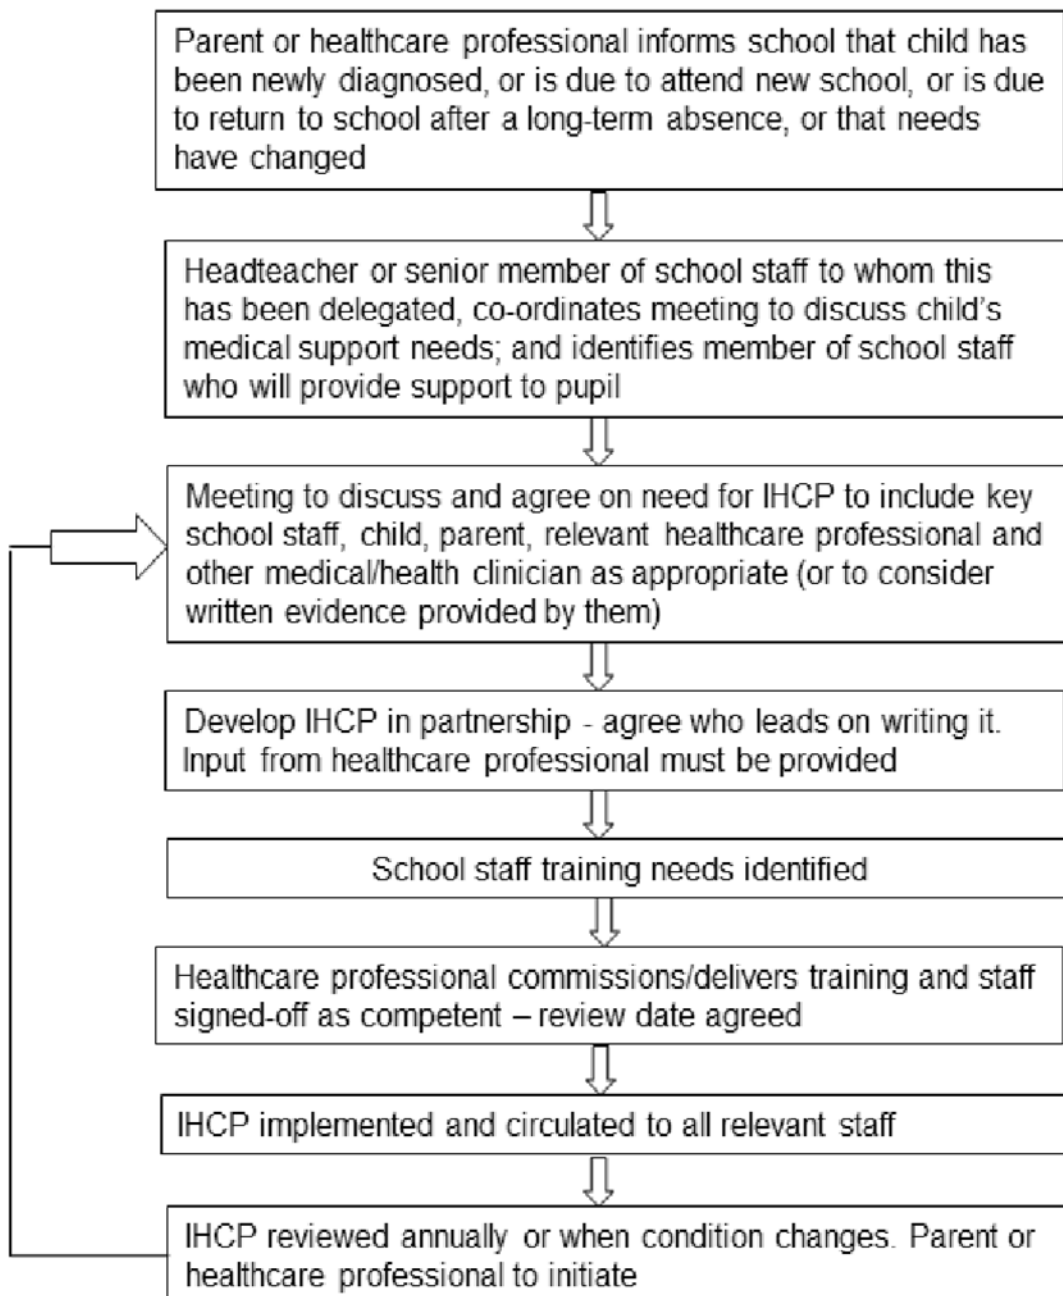 Parent or healthcare professional informs school that child has
been newly diagnosed, or is due to attend new school, or is due
to return to school after a long-term absence, or that needs
have changed
Headteacher or senior member of school staff to whom this
has been delegated, co-ordinates meeting to discuss child's
medical support needs; and identifies member of school staff
who will provide support to pupil
Meeting to discuss and agree on need for IHCP to include key
school staff, child, parent, relevant healthcare professional and
other medical/health clinician as appropriate (or to consider
written evidence provided by them)
Develop IHCP in partnership - agree who leads on writing it.
Input from healthcare professional must be provided
School staff training needs identified
Healthcare professional commissions/delivers training and staff
signed-off as competent – review date agreed
IHCP implemented and circulated to all relevant staff
IHCP reviewed annually or when condition changes. Parent or
healthcare professional to initiate